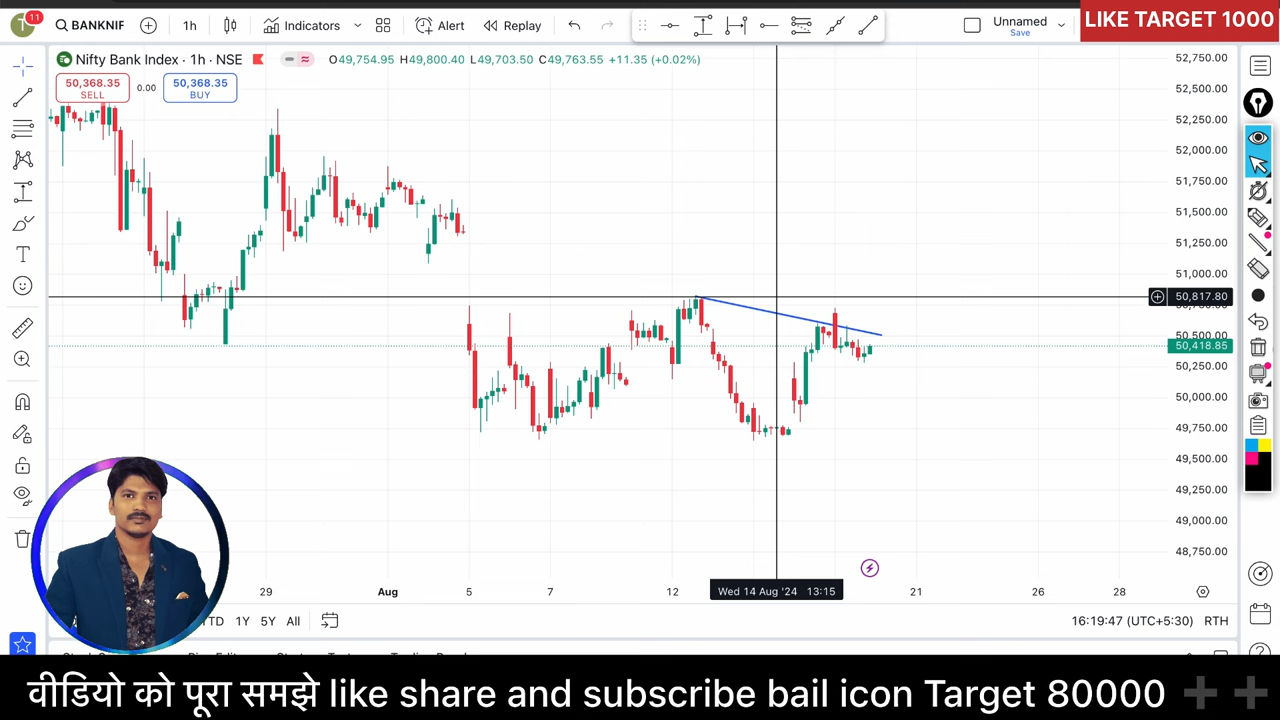 11
T
BANKNIF
1h
Indicators
Alert
Replay
Unnamed
Save
LIKE TARGET 1000
Nifty Bank Index · 1h · NSE
O49,754.95 H49,800.40 L49,703.50 C49,763.55 +11.35 (+0.02%)
50,368.35
SELL
0.00
50,368.35
BUY
52,750.00
52,500.00
52,250.00
52,000.00
51,750.00
51,500.00
51,250.00
51,000.00
50,817.80
50,500.00
50,418.85
50,250.00
50,000.00
49,750.00
49,500.00
49,250.00
49,000.00
48,750.00
29
Aug
5
7
12
Wed 14 Aug '24 13:15
21
26
28
TD
1Y
5Y
All
16:19:47 (UTC+5:30)
RTH
वीडियो को पूरा समझे like share and subscribe bail icon Target 80000 ➕ ➕